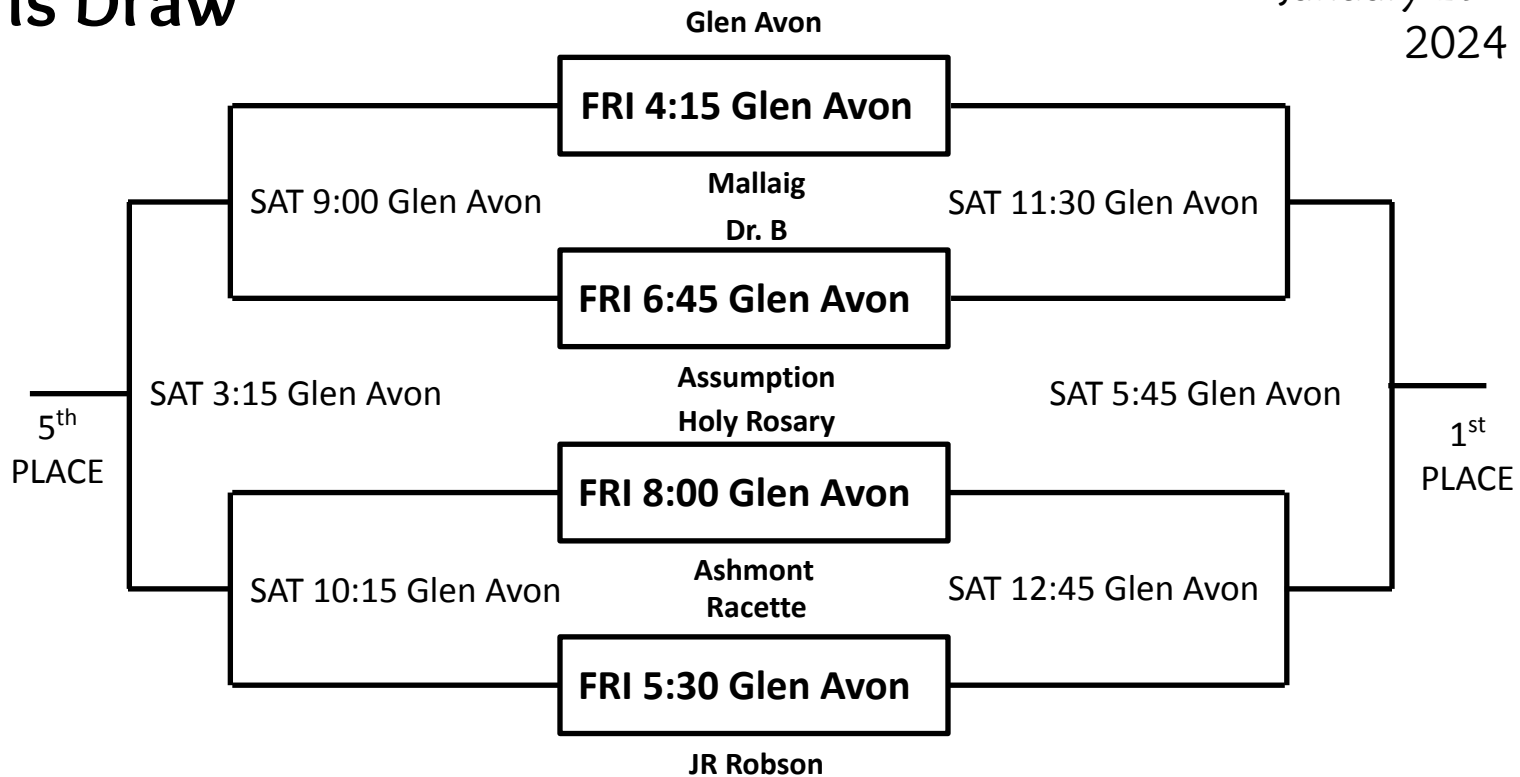 is Draw
2024
Glen Avon
FRI 4:15 Glen Avon
Mallaig
SAT 9:00 Glen Avon
SAT 11:30 Glen Avon
Dr. B
FRI 6:45 Glen Avon
Assumption
SAT 3:15 Glen Avon
SAT 5:45 Glen Avon
5th
PLACE
1st
PLACE
Holy Rosary
FRI 8:00 Glen Avon
Ashmont
SAT 10:15 Glen Avon
SAT 12:45 Glen Avon
Racette
FRI 5:30 Glen Avon
JR Robson